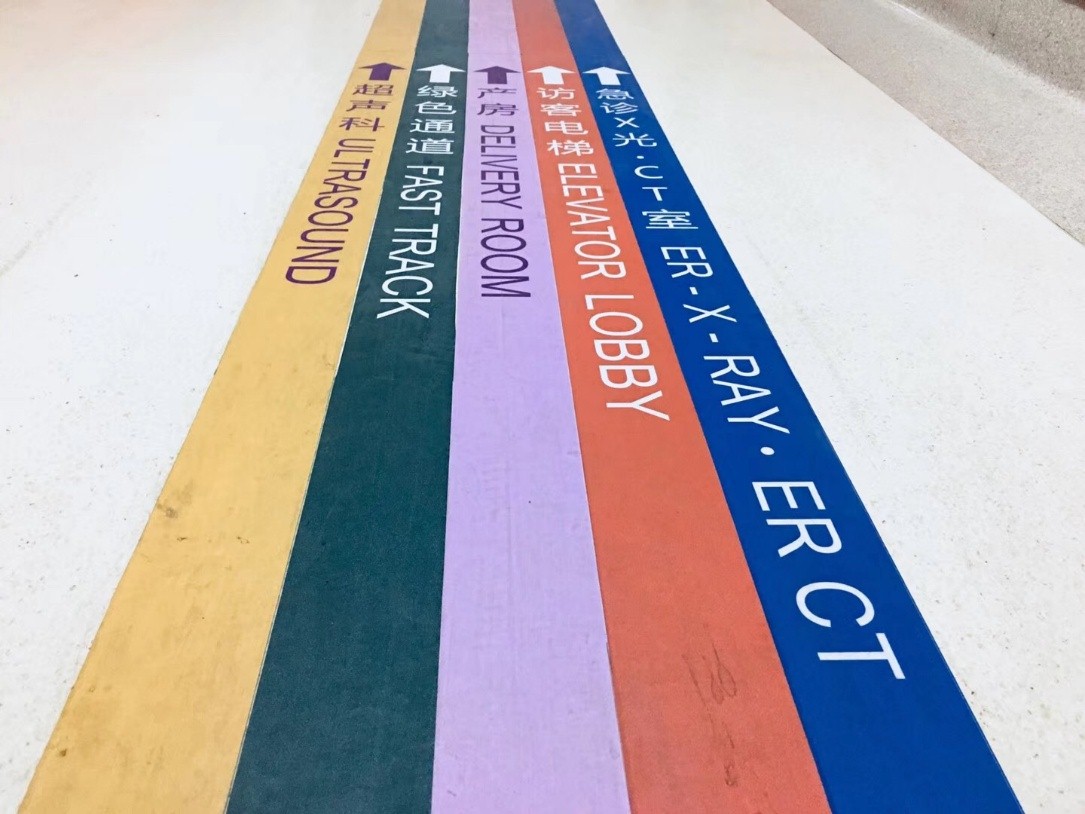 超声科 ULTRASOUND
绿色通道 FAST TRACK
产房 DELIVERY ROOM
访客电梯 ELEVATOR LOBBY
急诊X光·CT室 ER·X-RAY·ER CT